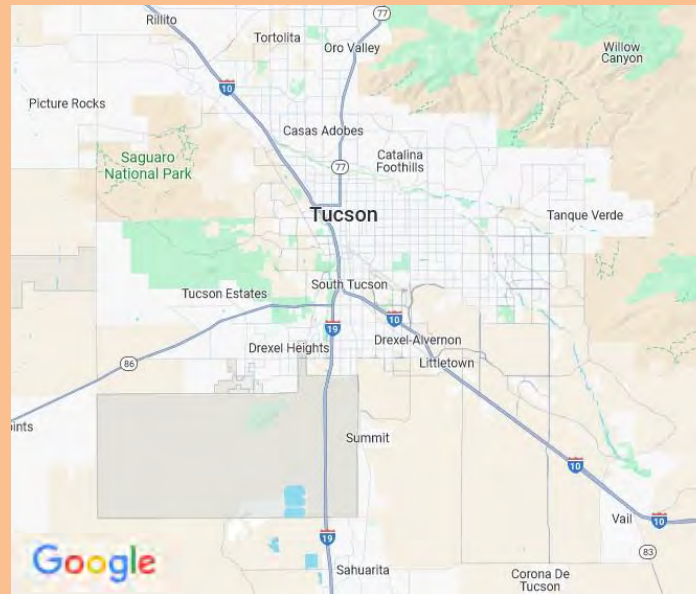 Rillito
77
Tortolita
Oro Valley
Willow
Canyon
10
Picture Rocks
Casas Adobes
Saguaro
National Park
77
Catalina
Foothills
Tucson
Tanque Verde
South Tucson
Tucson Estates
19
10
Drexel Heights
Drexel-Alvernon
86
Littletown
ints
Summit
10
Vail
10
19
83
Google
Sahuarita
Corona De
Tucson